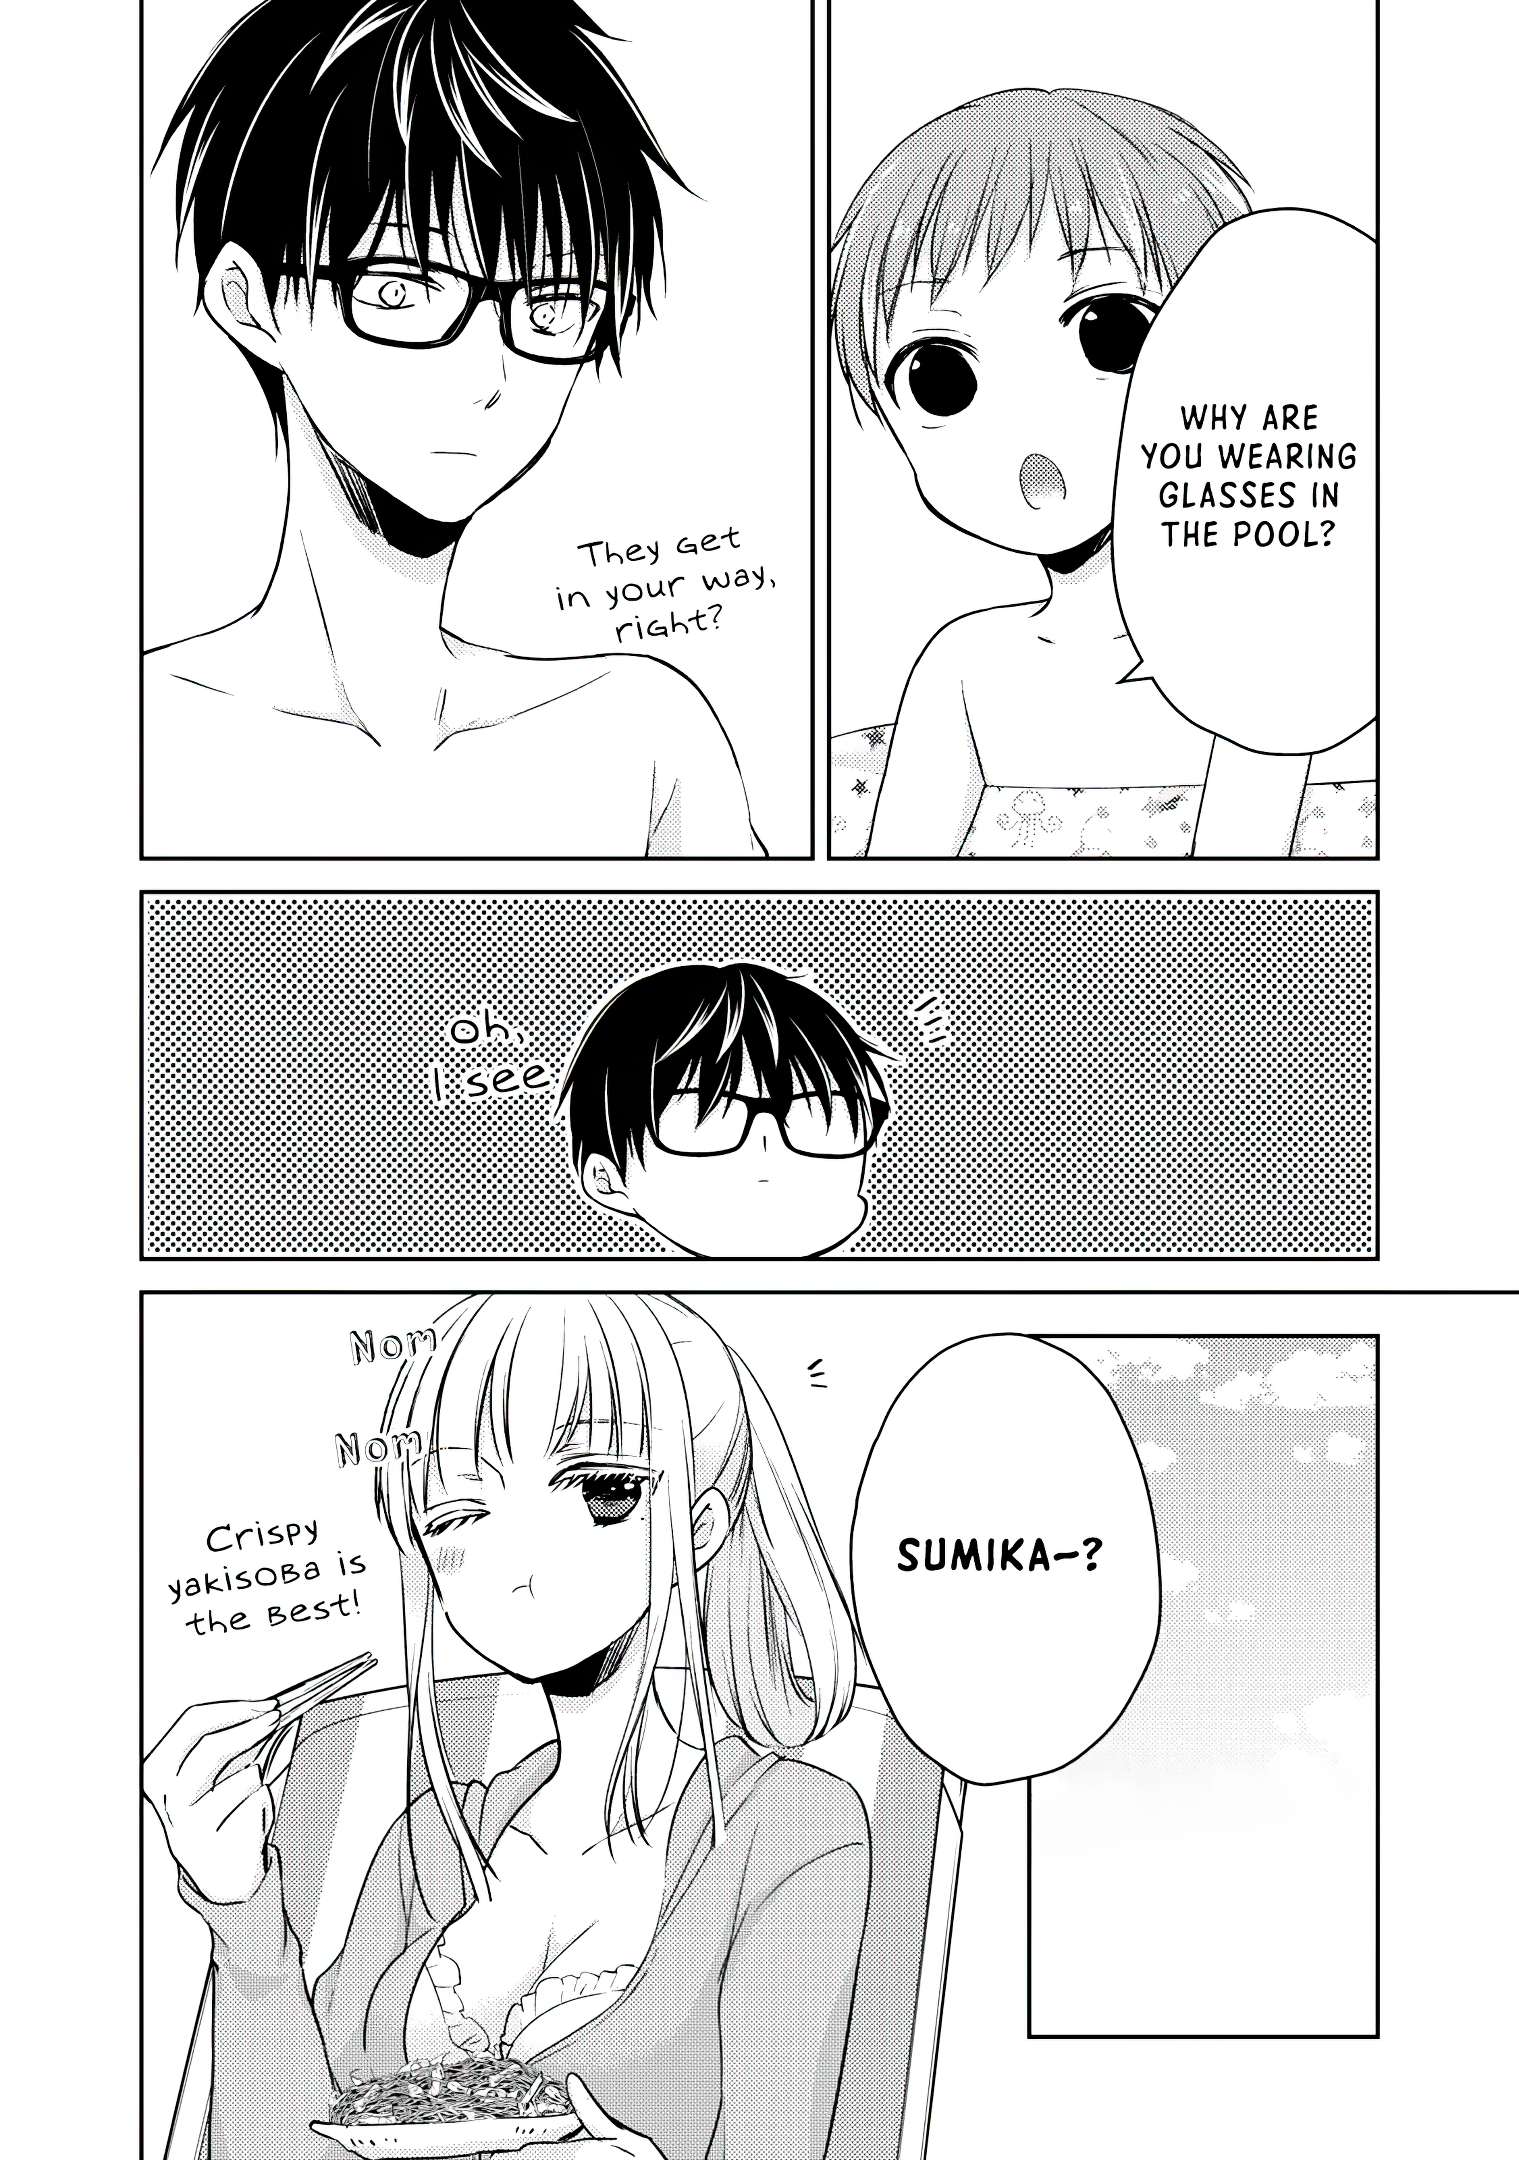 WHY ARE
YOU WEARING
GLASSES IN
THE POOL?
They get
in your way,
right?
Oh,
I see
SUMIKA~?
Nom
Nom
Crispy
yakisoba is
the best!